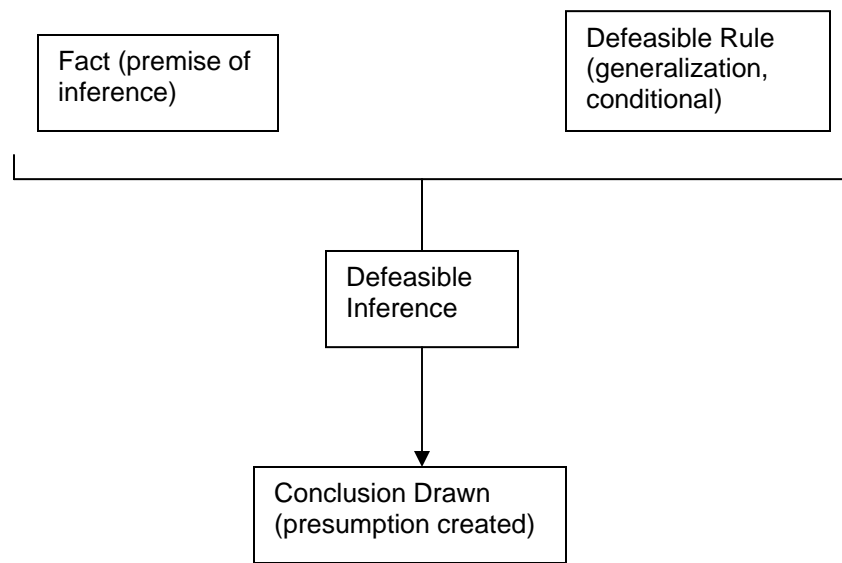 Fact (premise of
inference)
Defeasible Rule
(generalization,
conditional)
Defeasible
Inference
Conclusion Drawn
(presumption created)